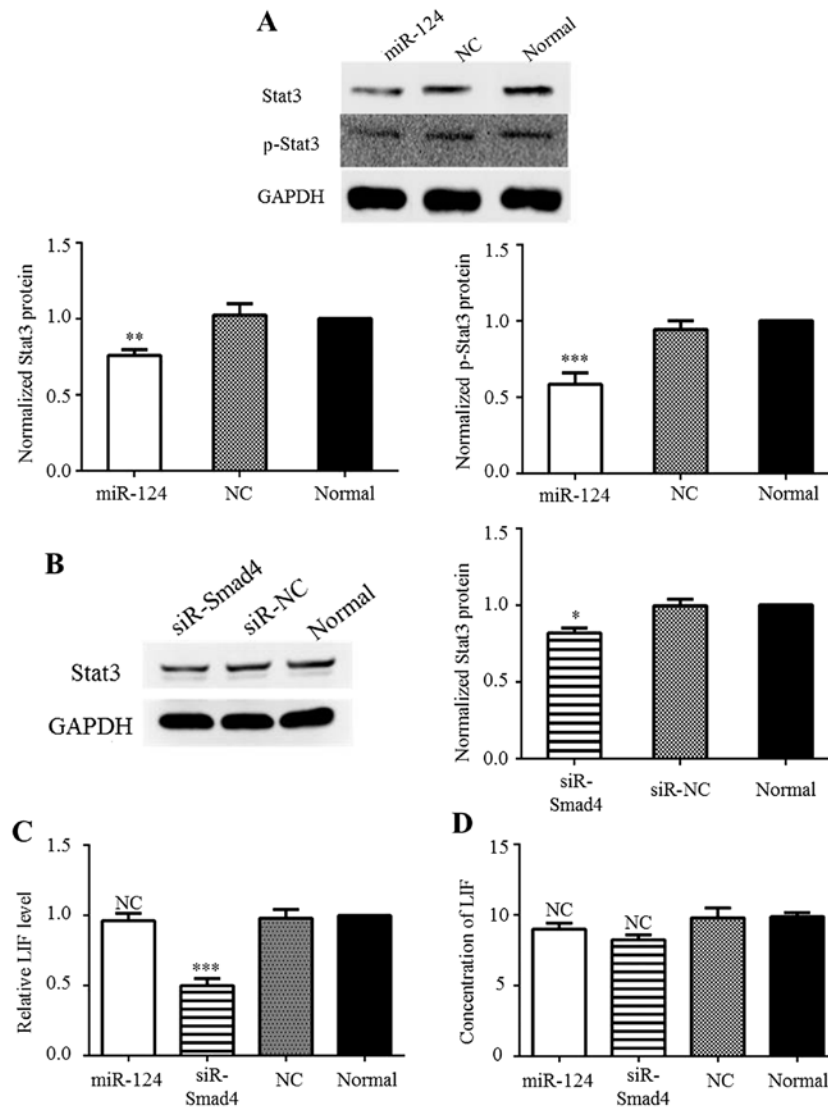 A
miR-124 NC Normal
Stat3
p-Stat3
GAPDH
Normalized Stat3 protein
1.5
1.0
0.5
0.0
**
miR-124 NC Normal
Normalized p-Stat3 protein
1.5
1.0
0.5
0.0
***
miR-124 NC Normal
B
siR-Smad4 siR-NC Normal
Stat3
GAPDH
Normalized Stat3 protein
1.5
1.0
0.5
0.0
*
siR-
Smad4 siR-NC Normal
C
Relative LIF level
1.5
1.0
0.5
0.0
NC
***
miR-124 siR-
Smad4 NC Normal
D
Concentration of LIF
15
10
5
0
NC NC
miR-124 siR-
Smad4 NC Normal